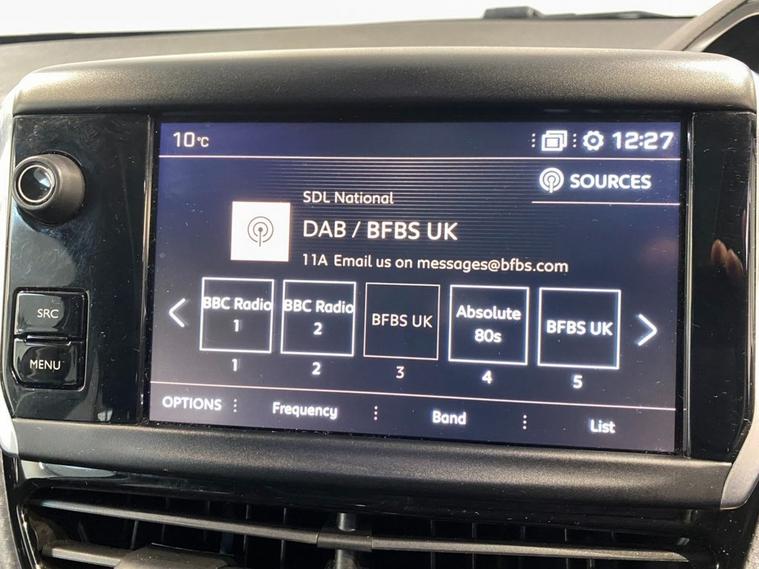 10°C
12:27
SOURCES
SDL National
DAB / BFBS UK
11A Email us on messages@bfbs.com
BBC Radio
1
BBC Radio
2
BFBS UK
Absolute
80s
BFBS UK
1 2 3 4 5
SRC
MENU
OPTIONS Frequency Band List